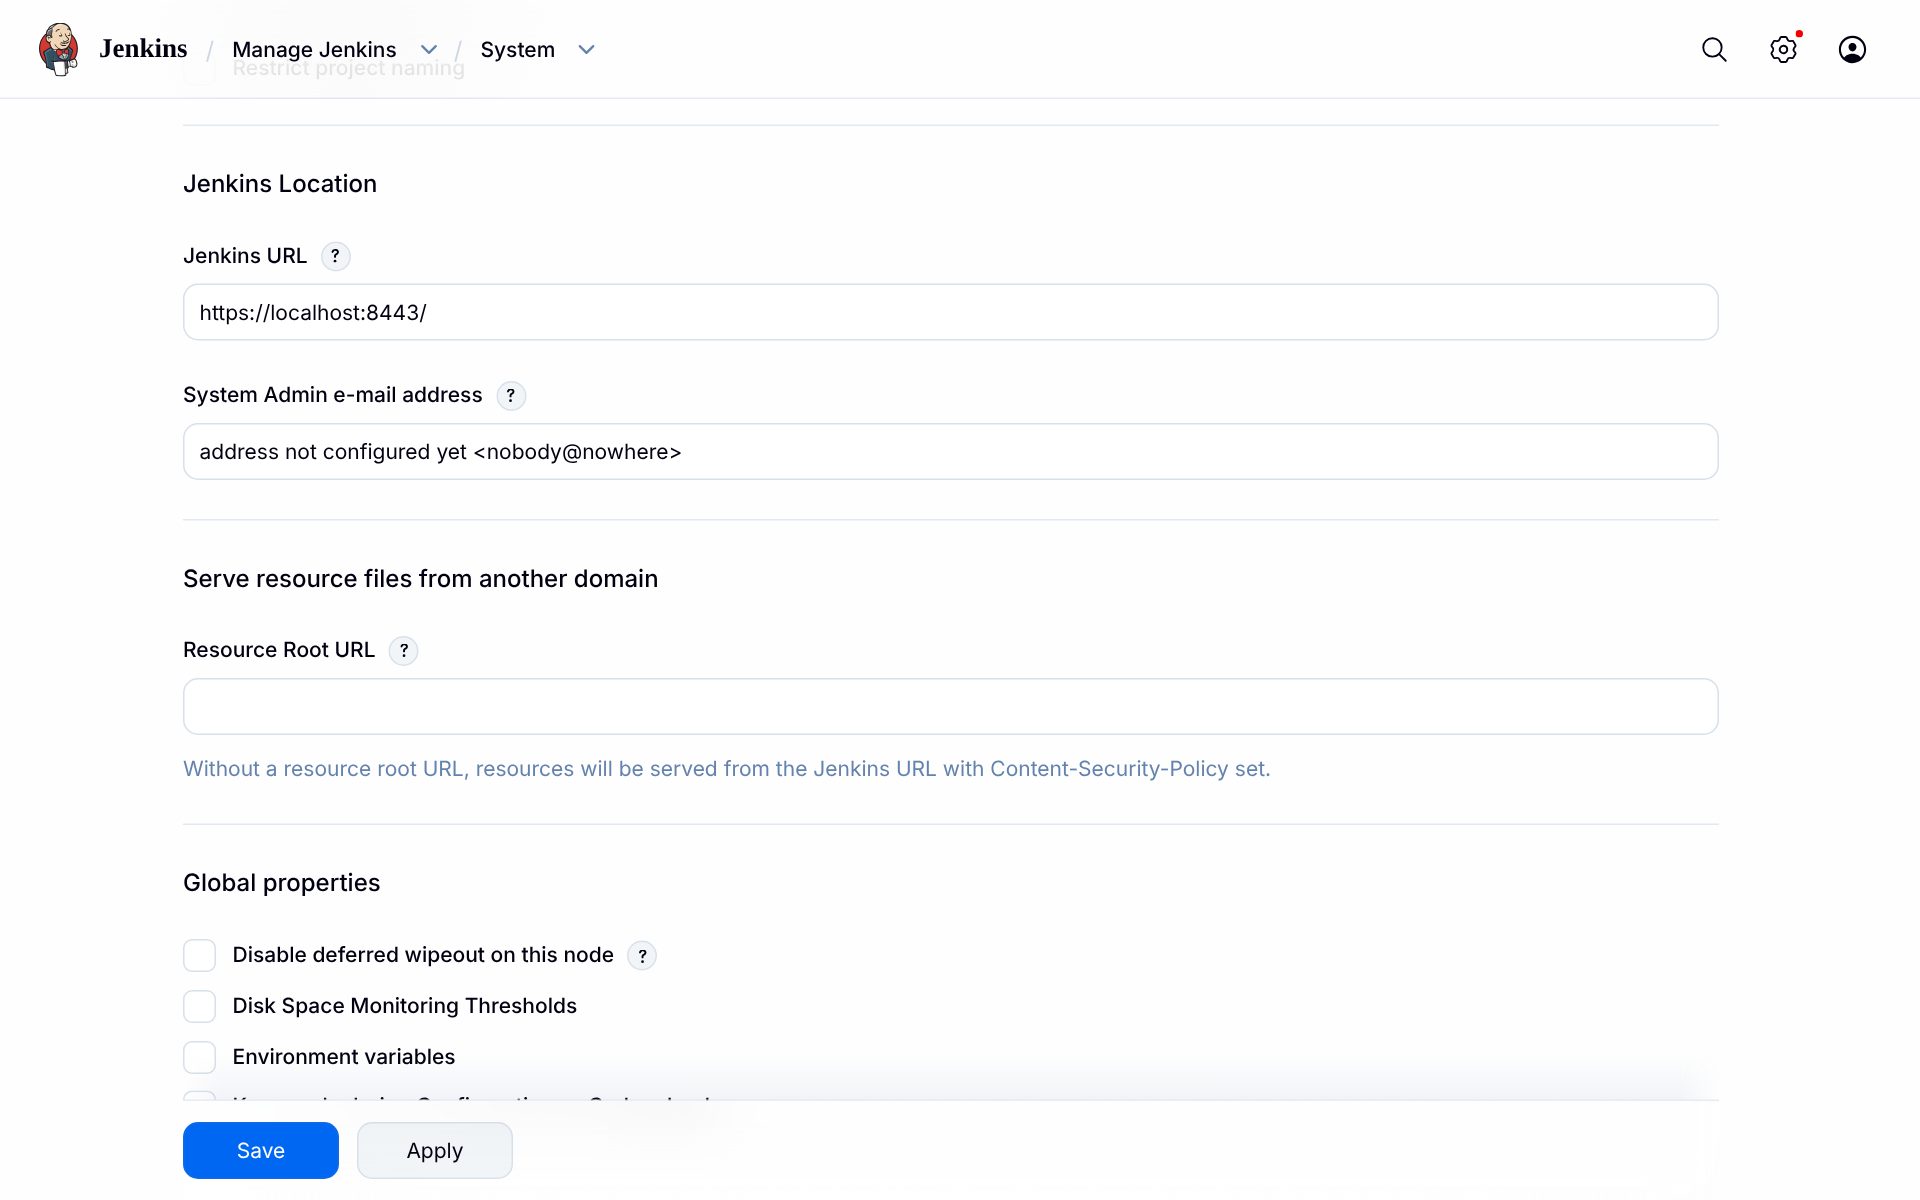 Jenkins / Manage Jenkins / System
Restrict project naming
Jenkins Location
Jenkins URL ?
https://localhost:8443/
System Admin e-mail address ?
address not configured yet <nobody@nowhere>
Serve resource files from another domain
Resource Root URL ?
Without a resource root URL, resources will be served from the Jenkins URL with Content-Security-Policy set.
Global properties
Disable deferred wipeout on this node ?
Disk Space Monitoring Thresholds
Environment variables
Save Apply